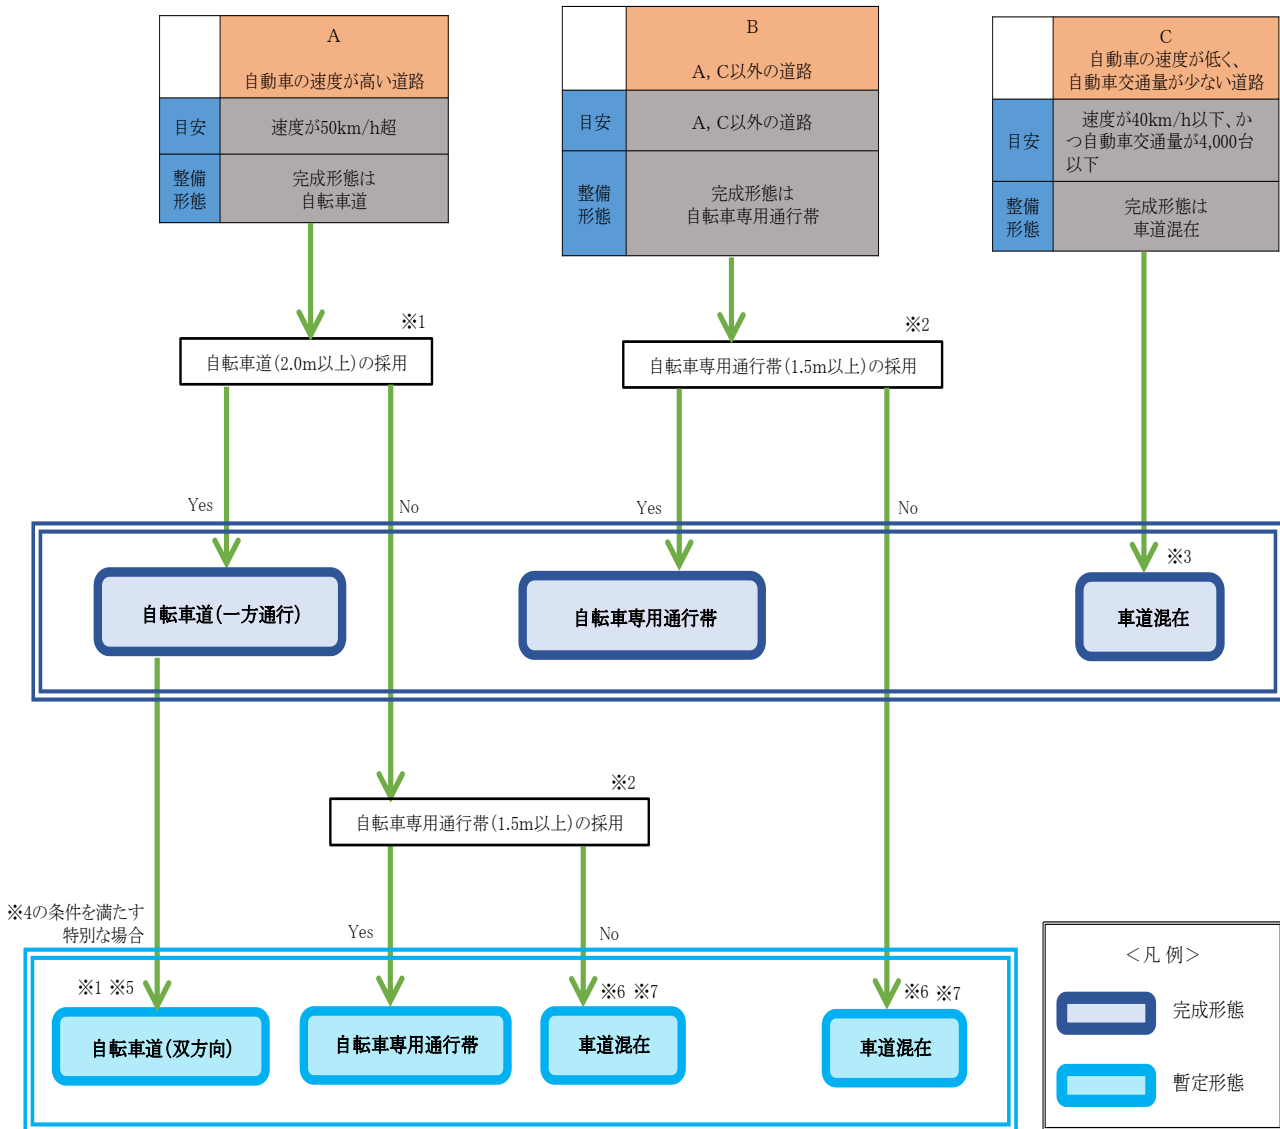 A
自動車の速度が高い道路
目安
速度が50km/h超
整備
形態
完成形態は
自転車道
B
A, C以外の道路
目安
A, C以外の道路
整備
形態
完成形態は
自転車専用通行帯
C
自動車の速度が低く、
自動車交通量が少ない道路
目安
速度が40km/h以下、か
つ自動車交通量が4,000台
以下
整備
形態
完成形態は
車道混在
※1
自転車道(2.0m以上)の採用
※2
自転車専用通行帯(1.5m以上)の採用
Yes
No
Yes
No
※3
自転車道(一方通行)
自転車専用通行帯
車道混在
※2
自転車専用通行帯(1.5m以上)の採用
※4の条件を満たす
特別な場合
Yes
No
※1 ※5
※6 ※7
※6 ※7
自転車道(双方向)
自転車専用通行帯
車道混在
車道混在
＜凡 例＞
完成形態
暫定形態